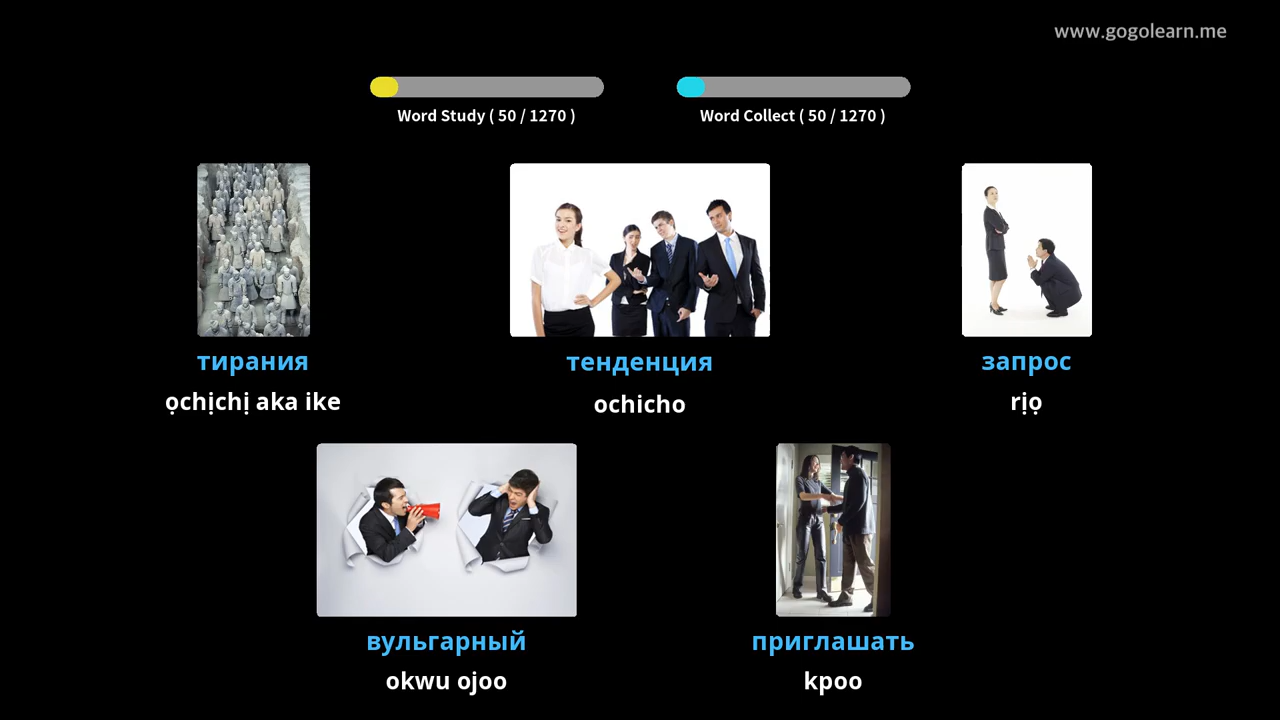 www.gogolearn.me
Word Study ( 50 / 1270 )
Word Collect ( 50 / 1270 )
тирания
ọchịchị aka ike
тенденция
ochicho
запрос
rịọ
вульгарный
okwu ojoo
приглашать
kpoo